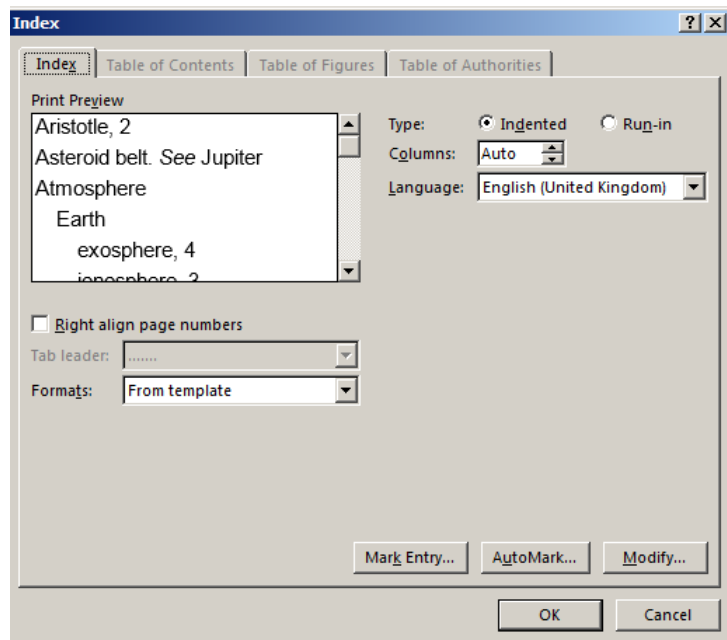 Index
Index Table of Contents Table of Figures Table of Authorities
Print Preview
Aristotle, 2
Asteroid belt. See Jupiter
Atmosphere
Earth
exosphere, 4
ionosphere, 3
Type: Indented Run-in
Columns: Auto
Language: English (United Kingdom)
Right align page numbers
Tab leader: .......
Formats: From template
Mark Entry... AutoMark... Modify...
OK Cancel